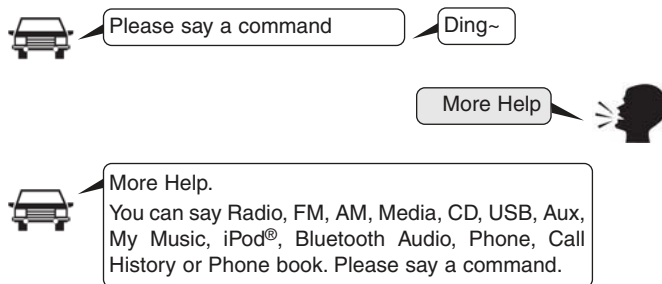 Please say a command
Ding~
More Help
More Help.
You can say Radio, FM, AM, Media, CD, USB, Aux,
My Music, iPod®, Bluetooth Audio, Phone, Call
History or Phone book. Please say a command.